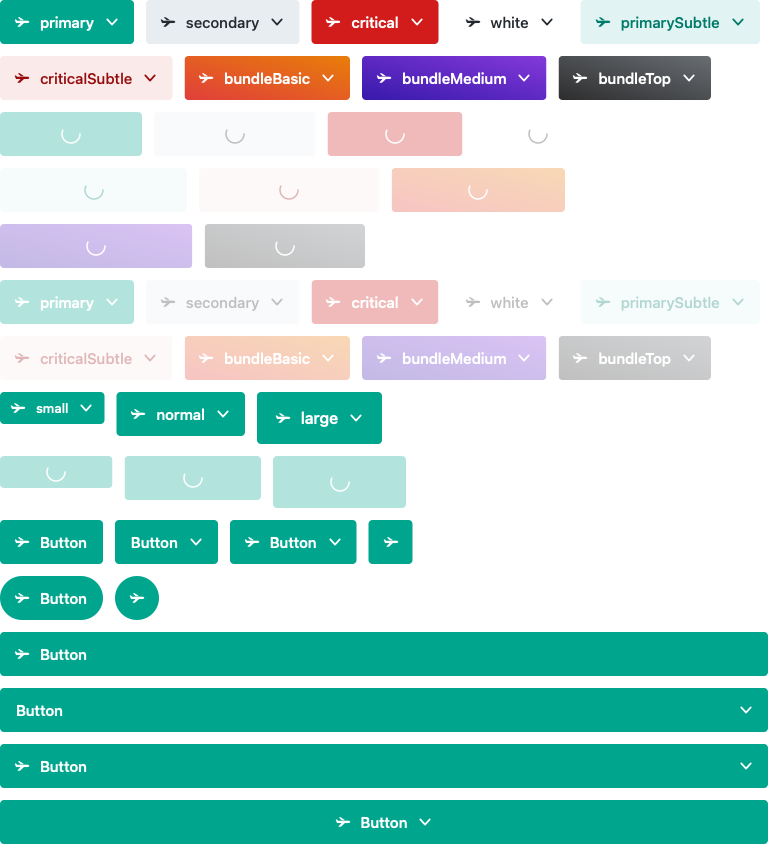 primary secondary critical white primarySubtle
criticalSubtle bundleBasic bundleMedium bundleTop
primary secondary critical white primarySubtle
criticalSubtle bundleBasic bundleMedium bundleTop
small normal large
Button Button Button
Button
Button
Button
Button
Button